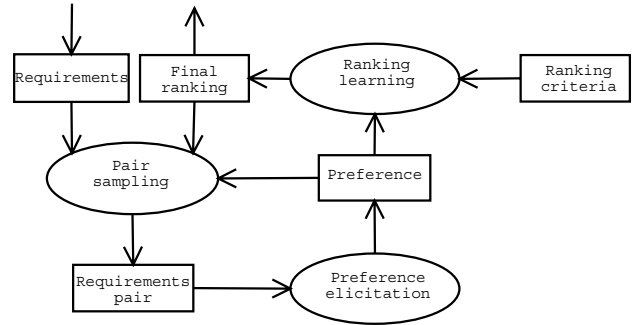 Requirements
Final
ranking
Ranking
learning
Ranking
criteria
Pair
sampling
Preference
Requirements
pair
Preference
elicitation